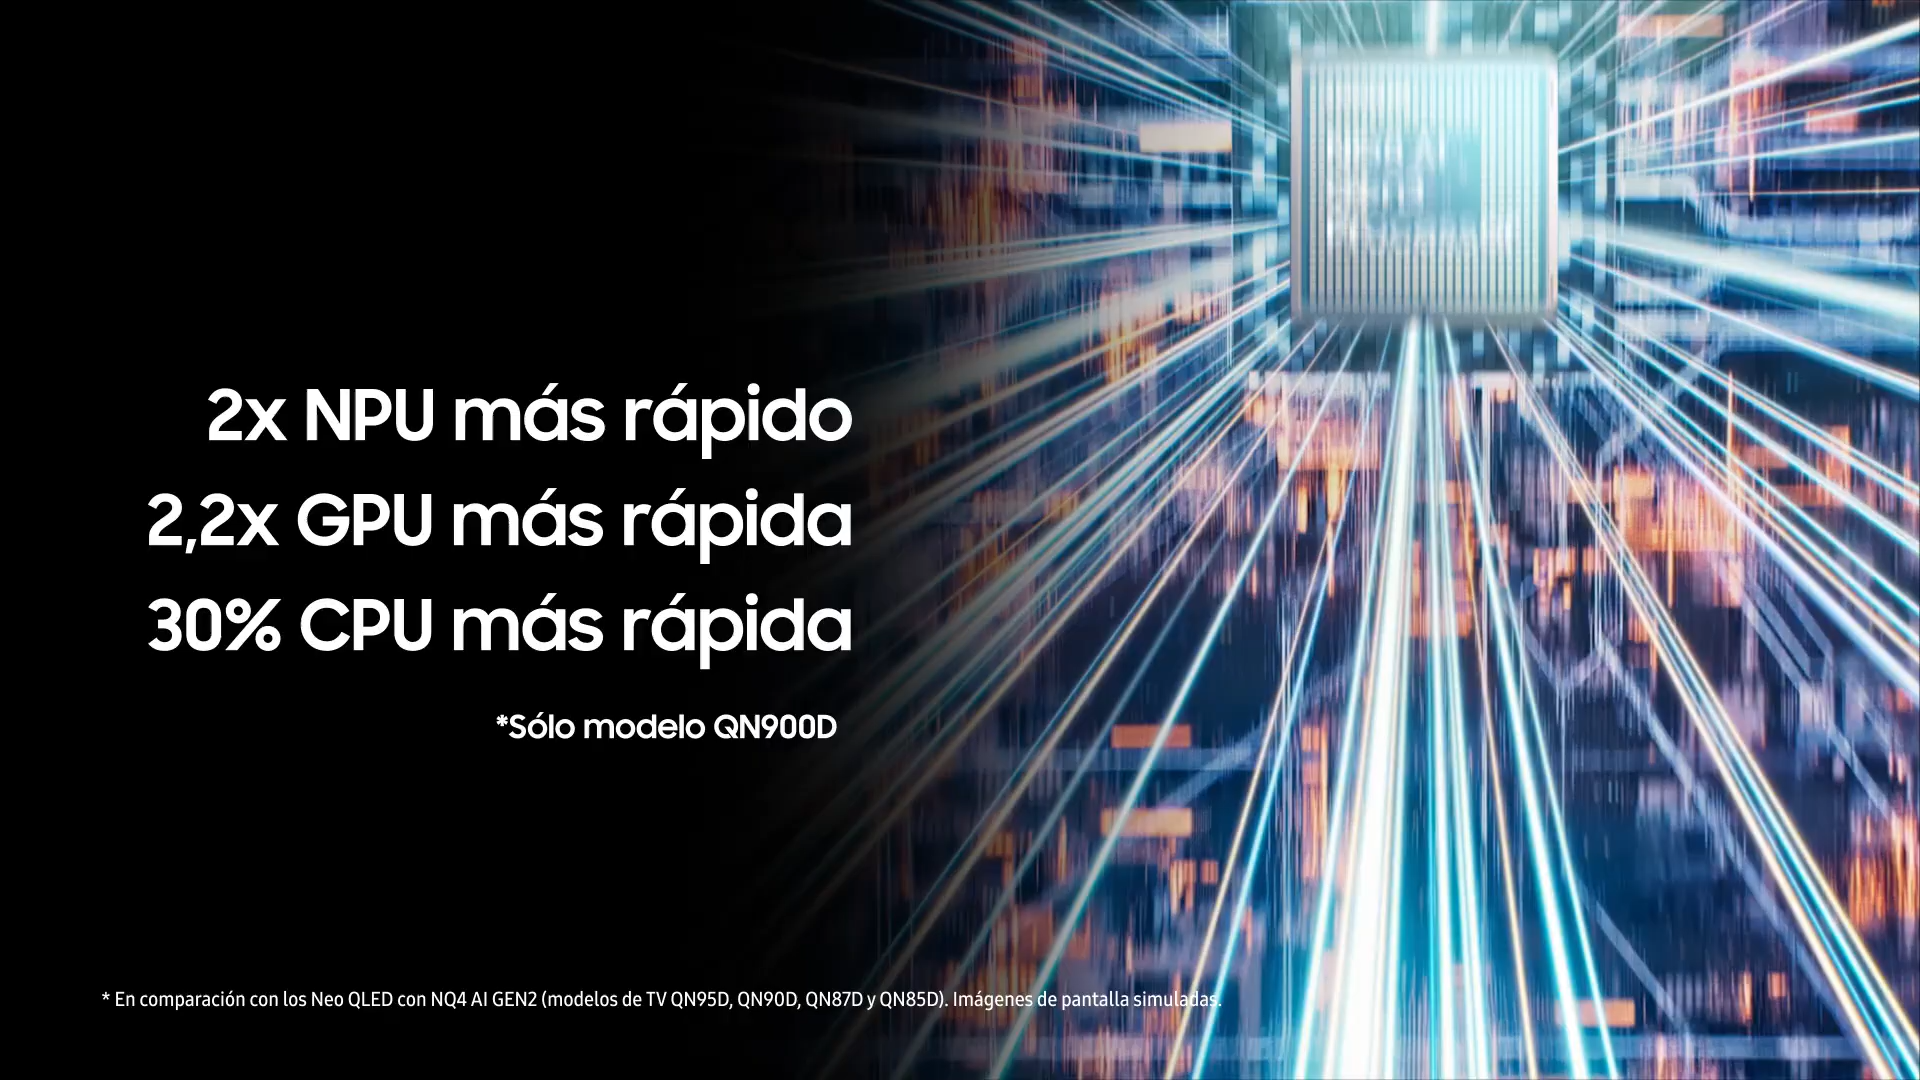 2x NPU más rápido
2,2x GPU más rápida
30% CPU más rápida
*Sólo modelo QN900D
* En comparación con los Neo QLED con NQ4 AI GEN2 (modelos de TV QN95D, QN90D, QN87D y QN85D). Imágenes de pantalla simuladas.